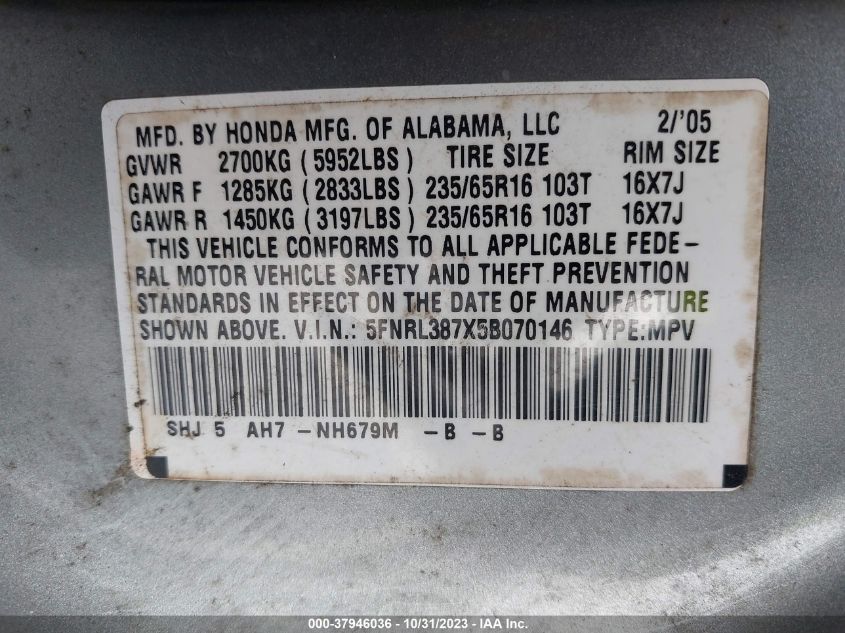 MFD. BY HONDA MFG. OF ALABAMA, LLC 2/'05
GVWR 2700KG (5952LBS) TIRE SIZE RIM SIZE
GAWR F 1285KG (2833LBS) 235/65R16 103T 16X7J
GAWR R 1450KG (3197LBS) 235/65R16 103T 16X7J
THIS VEHICLE CONFORMS TO ALL APPLICABLE FEDE-
RAL MOTOR VEHICLE SAFETY AND THEFT PREVENTION
STANDARDS IN EFFECT ON THE DATE OF MANUFACTURE
SHOWN ABOVE. V.I.N.: 5FNRL387X5B070146 TYPE:MPV
SHJ 5 AH7 -NH679M -B -B
000-37946036 - 10/31/2023 - IAA Inc.